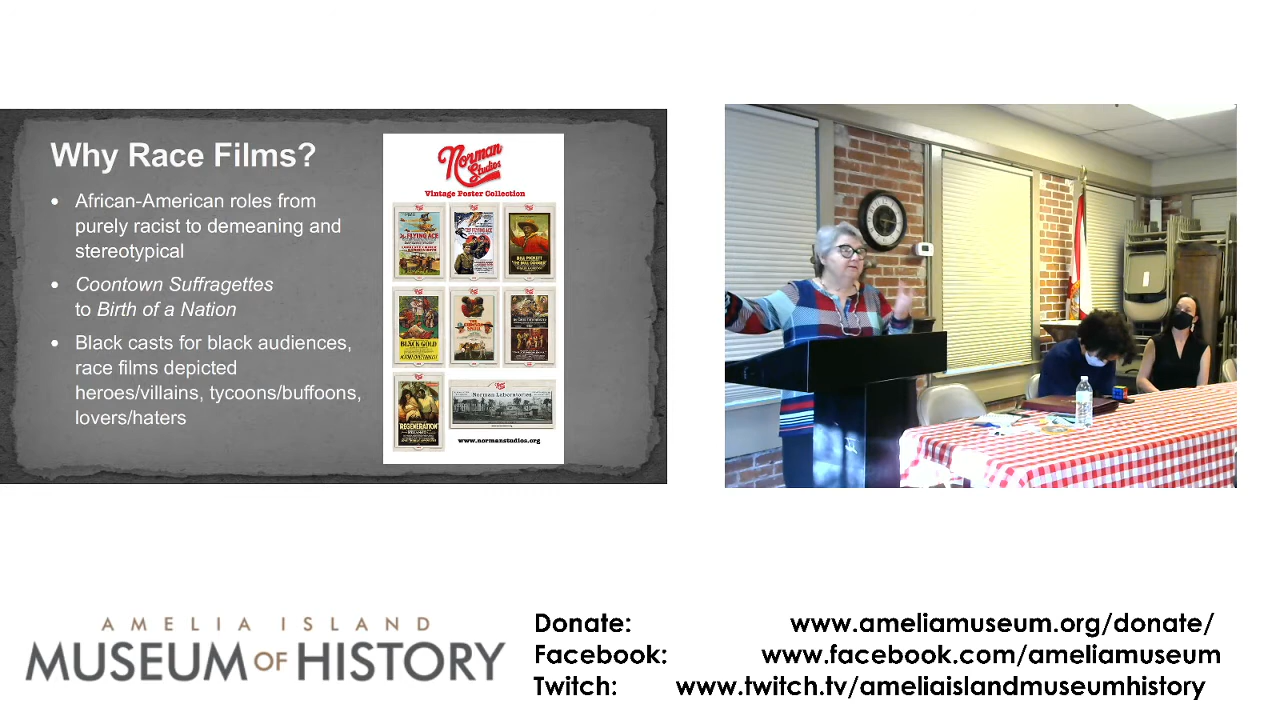 Why Race Films?
• African-American roles from
purely racist to demeaning and
stereotypical
• Coontown Suffragettes
to Birth of a Nation
• Black casts for black audiences,
race films depicted
heroes/villains, tycoons/buffoons,
lovers/haters
Norman
Studios
Vintage Poster Collection
FLYING ACE
BLACK GOLD
REGENERATION
Norman Laboratories
www.normanstudios.org
AMELIA ISLAND
MUSEUM OF HISTORY
Donate: www.ameliamuseum.org/donate/
Facebook: www.facebook.com/ameliamuseum
Twitch: www.twitch.tv/ameliaislandmuseumhistory